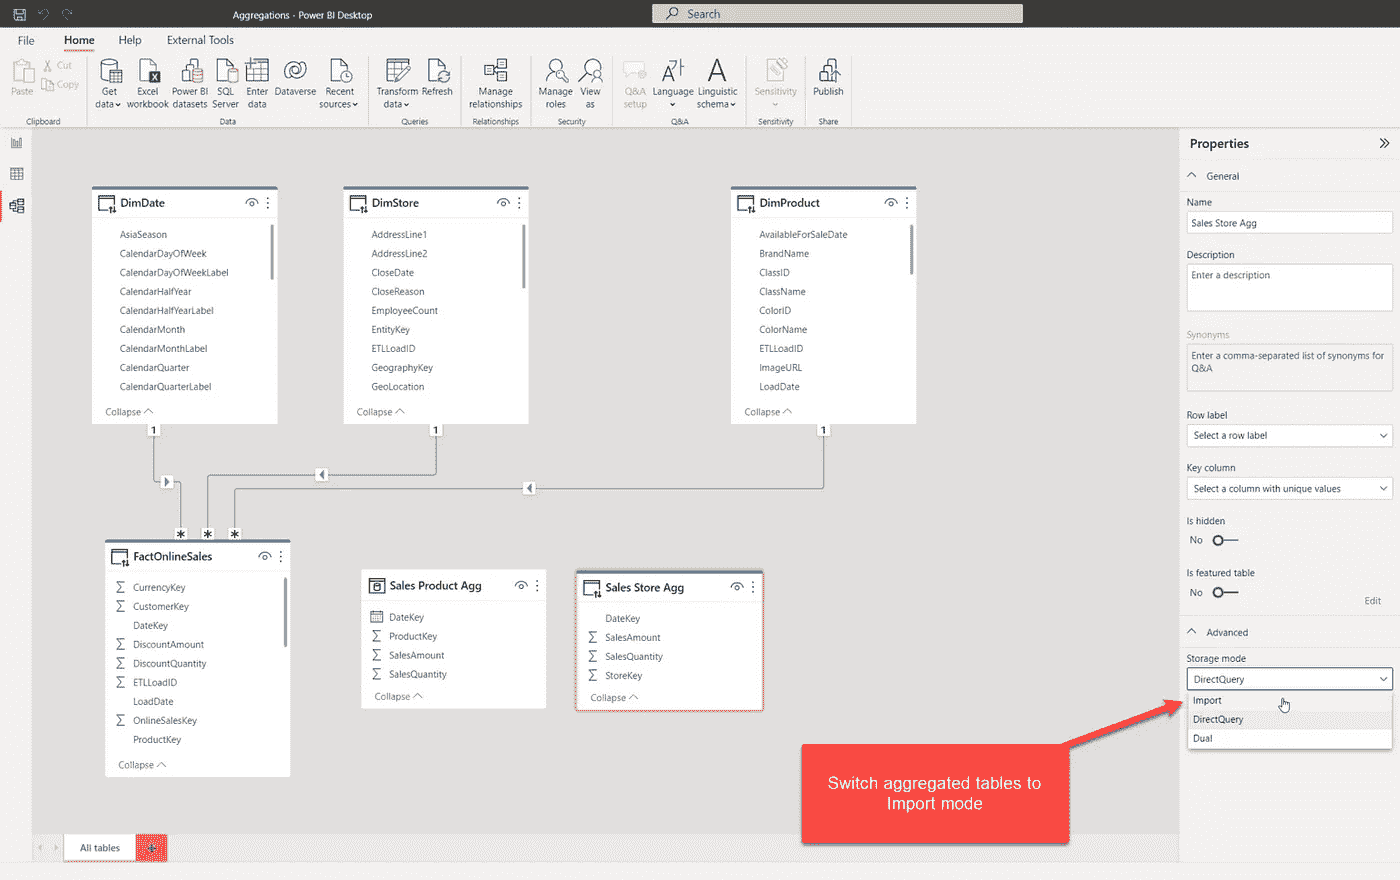 Aggregations - Power BI Desktop
Search
File
Home
Help
External Tools
Paste
Cut
Copy
Get data
Excel workbook
Power BI datasets
SQL Server
Enter data
Dataverse
Recent sources
Transform data
Refresh
Manage relationships
Manage roles
View as
Q&A setup
Language
Linguistic schema
Sensitivity
Publish
Clipboard
Data
Queries
Relationships
Security
Q&A
Sensitivity
Share
DimDate
AsiaSeason
CalendarDayOfWeek
CalendarDayOfWeekLabel
CalendarHalfYear
CalendarHalfYearLabel
CalendarMonth
CalendarMonthLabel
CalendarQuarter
CalendarQuarterLabel
Collapse
1
DimStore
AddressLine1
AddressLine2
CloseDate
CloseReason
EmployeeCount
EntityKey
ETLLoadID
GeographyKey
GeoLocation
Collapse
1
DimProduct
AvailableForSaleDate
BrandName
ClassID
ClassName
ColorID
ColorName
ETLLoadID
ImageURL
LoadDate
Collapse
1
* * *
FactOnlineSales
CurrencyKey
CustomerKey
DateKey
DiscountAmount
DiscountQuantity
ETLLoadID
LoadDate
OnlineSalesKey
ProductKey
Collapse
Sales Product Agg
DateKey
ProductKey
SalesAmount
SalesQuantity
Collapse
Sales Store Agg
DateKey
SalesAmount
SalesQuantity
StoreKey
Collapse
Switch aggregated tables to
Import mode
All tables
Properties
General
Name
Sales Store Agg
Description
Enter a description
Synonyms
Enter a comma-separated list of synonyms for
Q&A
Row label
Select a row label
Key column
Select a column with unique values
Is hidden
No
Is featured table
No
Edit
Advanced
Storage mode
DirectQuery
Import
DirectQuery
Dual